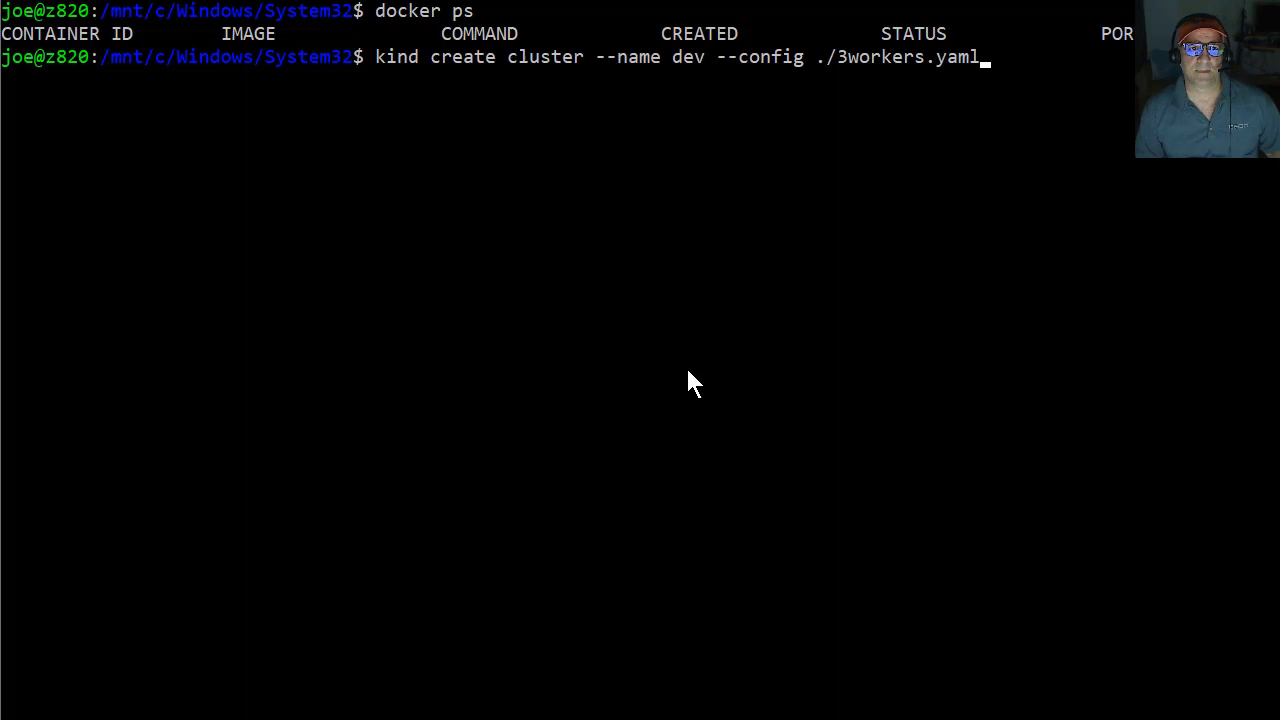 joe@z820:/mnt/c/Windows/System32$ docker ps
CONTAINER ID IMAGE COMMAND CREATED STATUS POR
joe@z820:/mnt/c/Windows/System32$ kind create cluster --name dev --config ./3workers.yaml